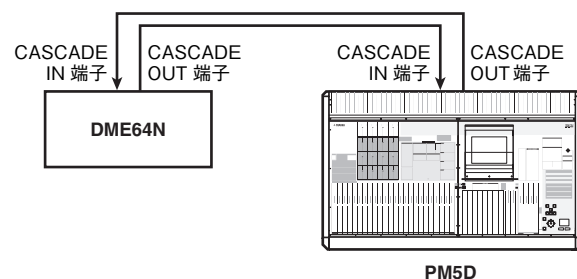 CASCADE
IN 端子
CASCADE
OUT 端子
CASCADE
IN 端子
CASCADE
OUT 端子
DME64N
PM5D